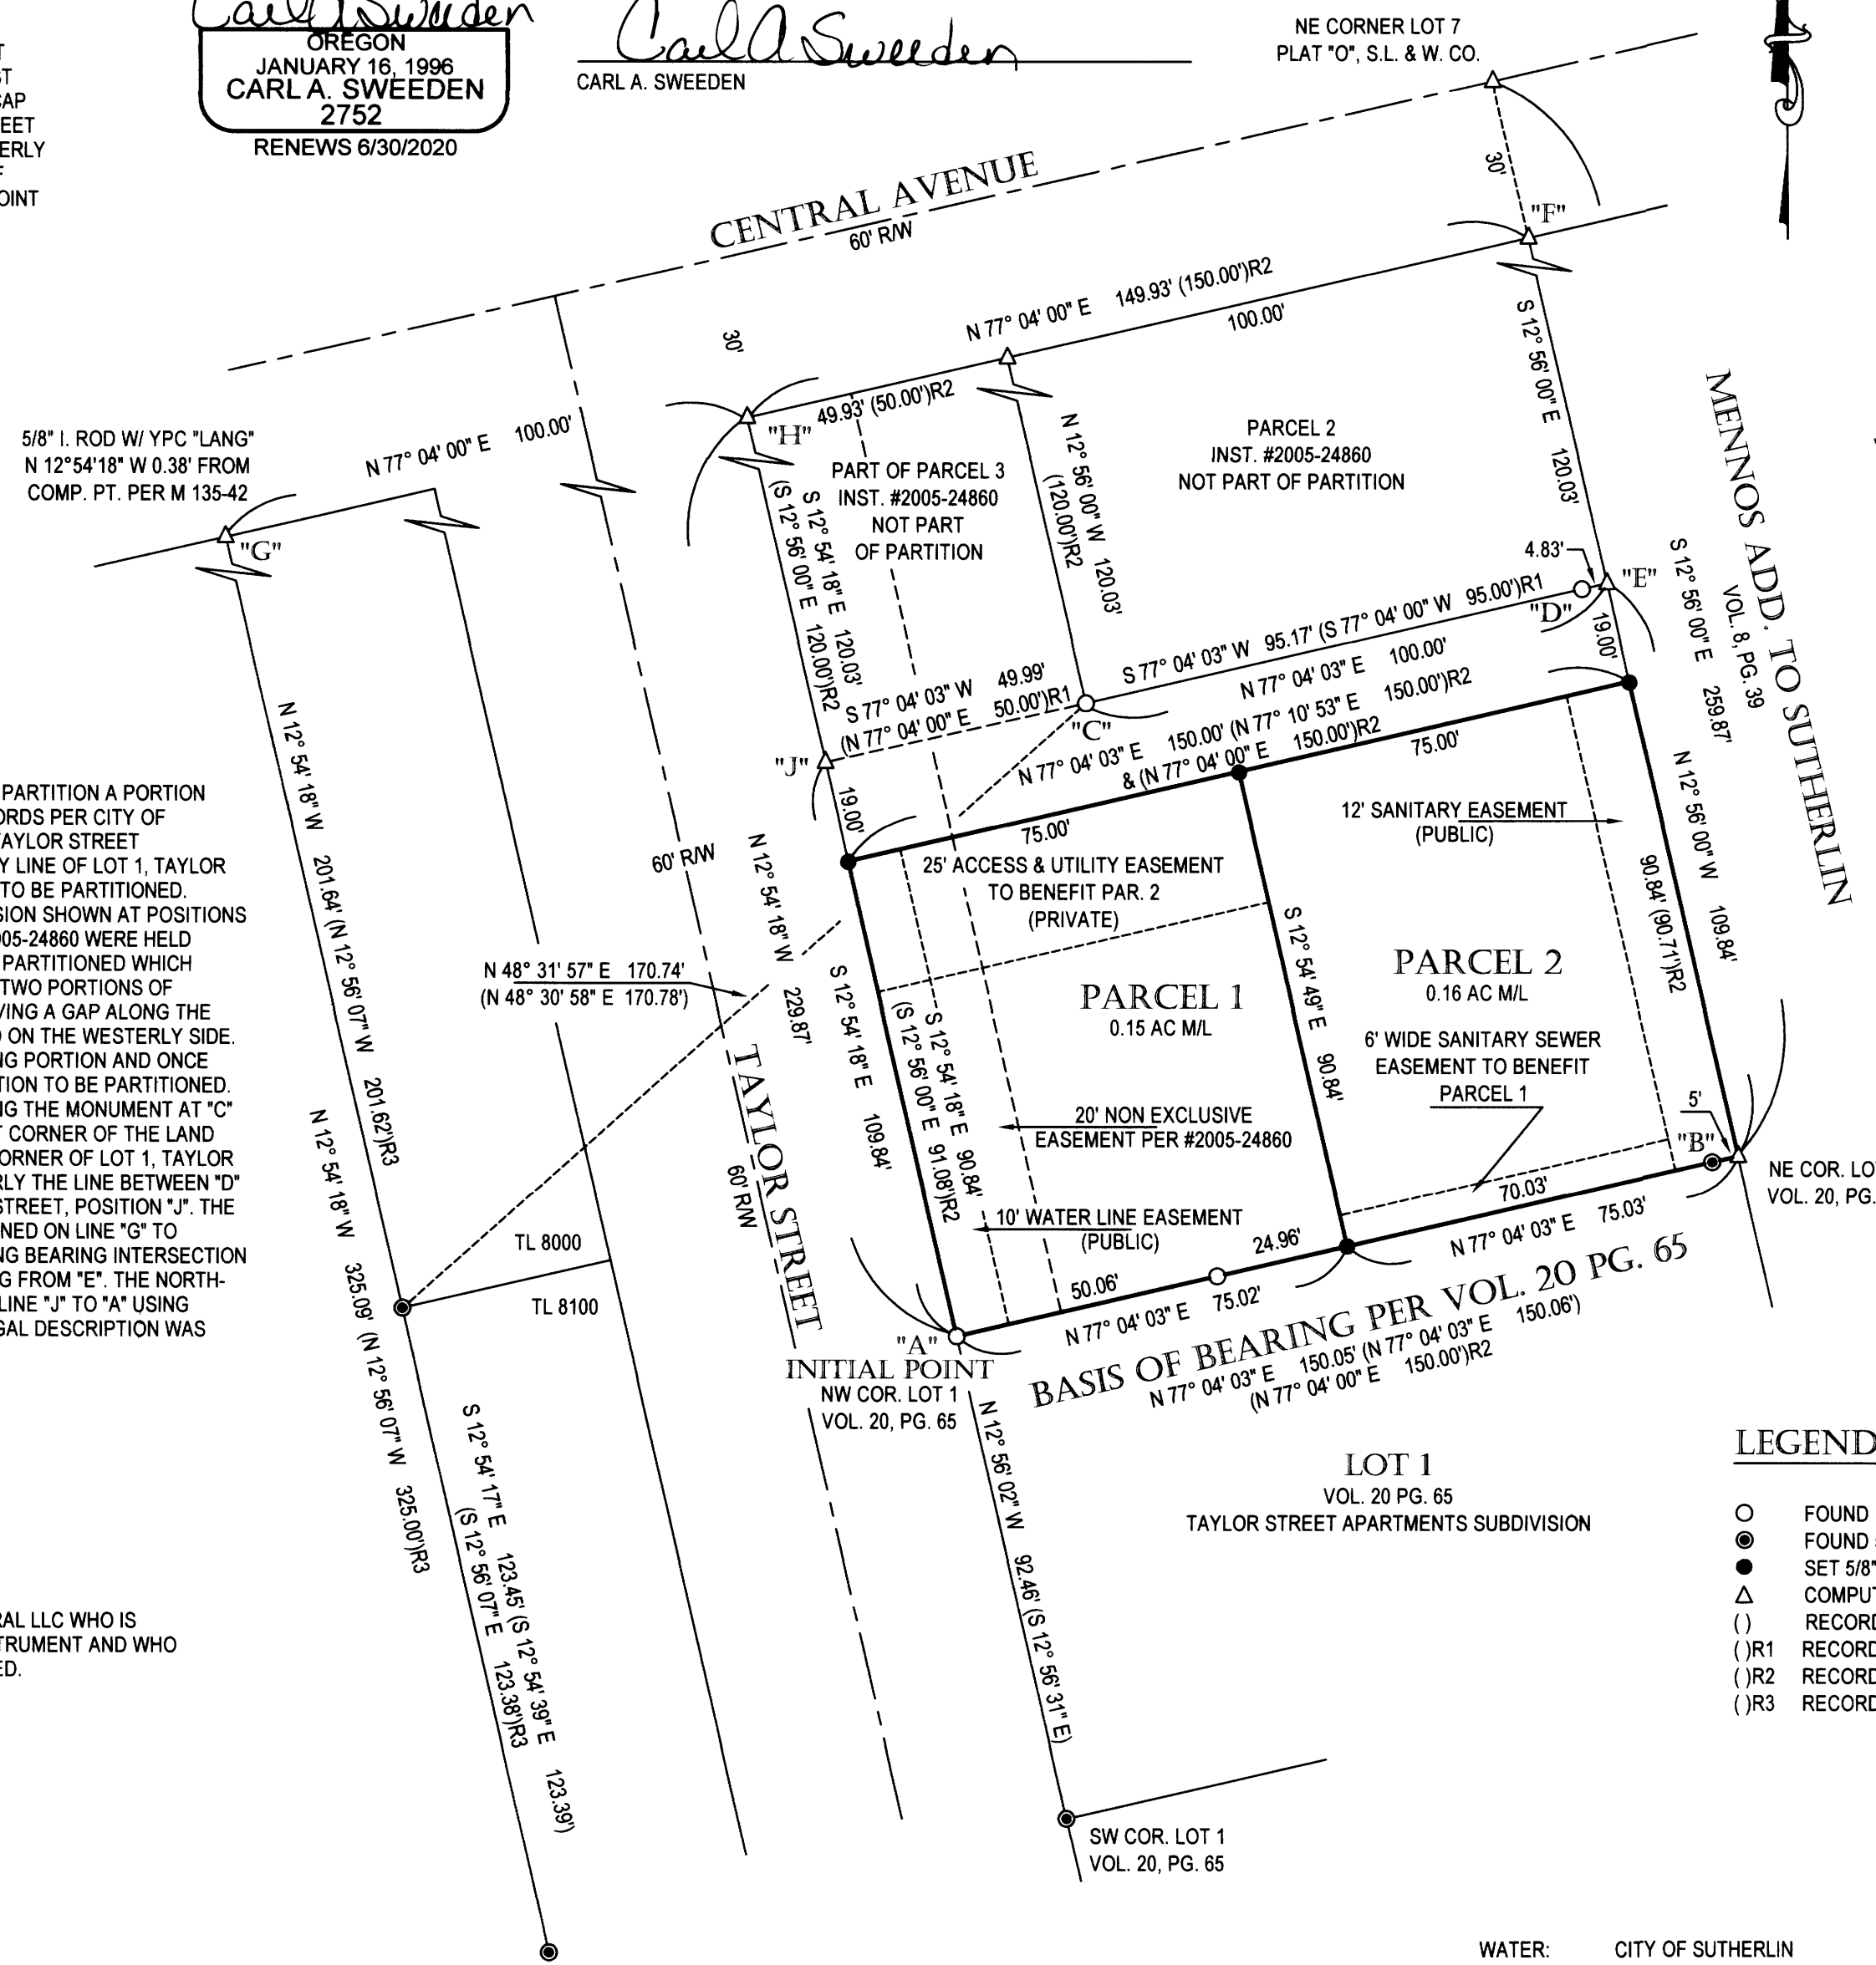 Carl A Sweeden
OREGON
JANUARY 16, 1996
CARL A. SWEEDEN
2752
RENEWS 6/30/2020
Carl A Sweeden
CARL A. SWEEDEN
NE CORNER LOT 7
PLAT "O", S.L. & W. CO.
EET
ERLY
OINT
CENTRAL AVENUE
60' R/W
30'
"F"
N 77° 04' 00" E 149.93' (150.00')R2
100.00'
30'
49.93' (50.00')R2
"H"
5/8" I. ROD W/ YPC "LANG"
N 12°54'18" W 0.38' FROM
COMP. PT. PER M 135-42
N 77° 04' 00" E 100.00'
"G"
PART OF PARCEL 3
INST. #2005-24860
NOT PART
OF PARTITION
S 12° 54' 18" E 120.03'
(S 12° 56' 00" E 120.00')R2
N 12° 56' 00" W 120.03'
(120.00')R2
PARCEL 2
INST. #2005-24860
NOT PART OF PARTITION
S 12° 56' 00" E 120.03'
MENNOS ADD. TO SUTHERLIN
VOL. 8, PG. 39
S 12° 56' 00" E 259.87'
4.83'
"E"
"D"
19.00'
S 77° 04' 03" W 95.17' (S 77° 04' 00" W 95.00')R1
N 77° 04' 03" E 100.00'
S 77° 04' 03" W 49.99'
(N 77° 04' 00" E 50.00')R1
"C"
"J"
N 77° 04' 03" E 150.00' (N 77° 10' 53" E 150.00')R2
& (N 77° 04' 00" E 150.00')R2
75.00'
75.00'
19.00'
PARTITION A PORTION
ORDS PER CITY OF
TAYLOR STREET
Y LINE OF LOT 1, TAYLOR
TO BE PARTITIONED.
SION SHOWN AT POSITIONS
05-24860 WERE HELD
PARTITIONED WHICH
TWO PORTIONS OF
VING A GAP ALONG THE
ON THE WESTERLY SIDE.
NG PORTION AND ONCE
TION TO BE PARTITIONED.
NG THE MONUMENT AT "C"
T CORNER OF THE LAND
ORNER OF LOT 1, TAYLOR
RLY THE LINE BETWEEN "D"
STREET, POSITION "J". THE
NED ON LINE "G" TO
NG BEARING INTERSECTION
G FROM "E". THE NORTH-
LINE "J" TO "A" USING
GAL DESCRIPTION WAS
N 12° 54' 18" W 201.64' (N 12° 56' 07" W 201.62')R3
N 12° 54' 18" W 325.09' (N 12° 56' 07" W 325.00')R3
60' R/W
N 12° 54' 18" W 229.87'
N 48° 31' 57" E 170.74'
(N 48° 30' 58" E 170.78')
TAYLOR STREET
60' R/W
25' ACCESS & UTILITY EASEMENT
TO BENEFIT PAR. 2
(PRIVATE)
12' SANITARY EASEMENT
(PUBLIC)
S 12° 54' 18" E 109.84'
S 12° 54' 18" E 90.84'
(S 12° 56' 00" E 91.08')R2
PARCEL 1
0.15 AC M/L
S 12° 54' 49" E 90.84'
PARCEL 2
0.16 AC M/L
90.84' (90.71')R2
N 12° 56' 00" W 109.84'
6' WIDE SANITARY SEWER
EASEMENT TO BENEFIT
PARCEL 1
20' NON EXCLUSIVE
EASEMENT PER #2005-24860
10' WATER LINE EASEMENT
(PUBLIC)
5'
"B"
NE COR. LO
VOL. 20, PG.
70.03'
24.96'
50.06'
N 77° 04' 03" E 75.03'
N 77° 04' 03" E 75.02'
TL 8000
TL 8100
"A"
INITIAL POINT
NW COR. LOT 1
VOL. 20, PG. 65
BASIS OF BEARING PER VOL. 20 PG. 65
N 77° 04' 03" E 150.05' (N 77° 04' 03" E 150.06')
(N 77° 04' 00" E 150.00')R2
S 12° 54' 17" E 123.45' (S 12° 54' 39" E 123.39')
(S 12° 56' 07" E 123.38')R3
N 12° 56' 02" W 92.46' (S 12° 56' 31" E)
LOT 1
VOL. 20 PG. 65
TAYLOR STREET APARTMENTS SUBDIVISION
LEGEND
FOUND
FOUND
SET 5/8"
COMPUT
( ) RECORD
( )R1 RECORD
( )R2 RECORD
( )R3 RECORD
RAL LLC WHO IS
TRUMENT AND WHO
ED.
SW COR. LOT 1
VOL. 20, PG. 65
WATER: CITY OF SUTHERLIN